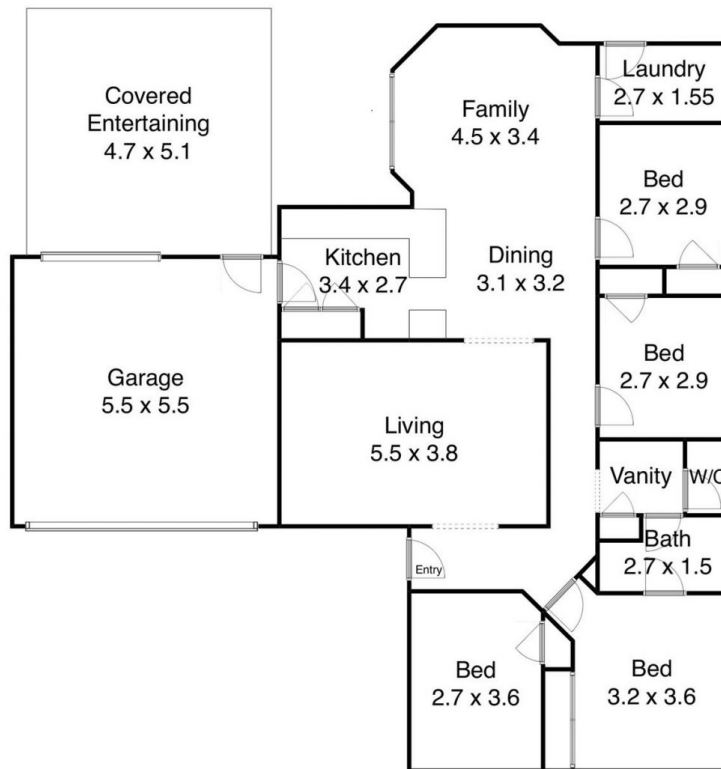 Covered
Entertaining
4.7 x 5.1
Family
4.5 x 3.4
Laundry
2.7 x 1.55
Bed
2.7 x 2.9
Kitchen
3.4 x 2.7
Dining
3.1 x 3.2
Garage
5.5 x 5.5
Living
5.5 x 3.8
Bed
2.7 x 2.9
Vanity
W/C
Bath
2.7 x 1.5
Entry
Bed
2.7 x 3.6
Bed
3.2 x 3.6